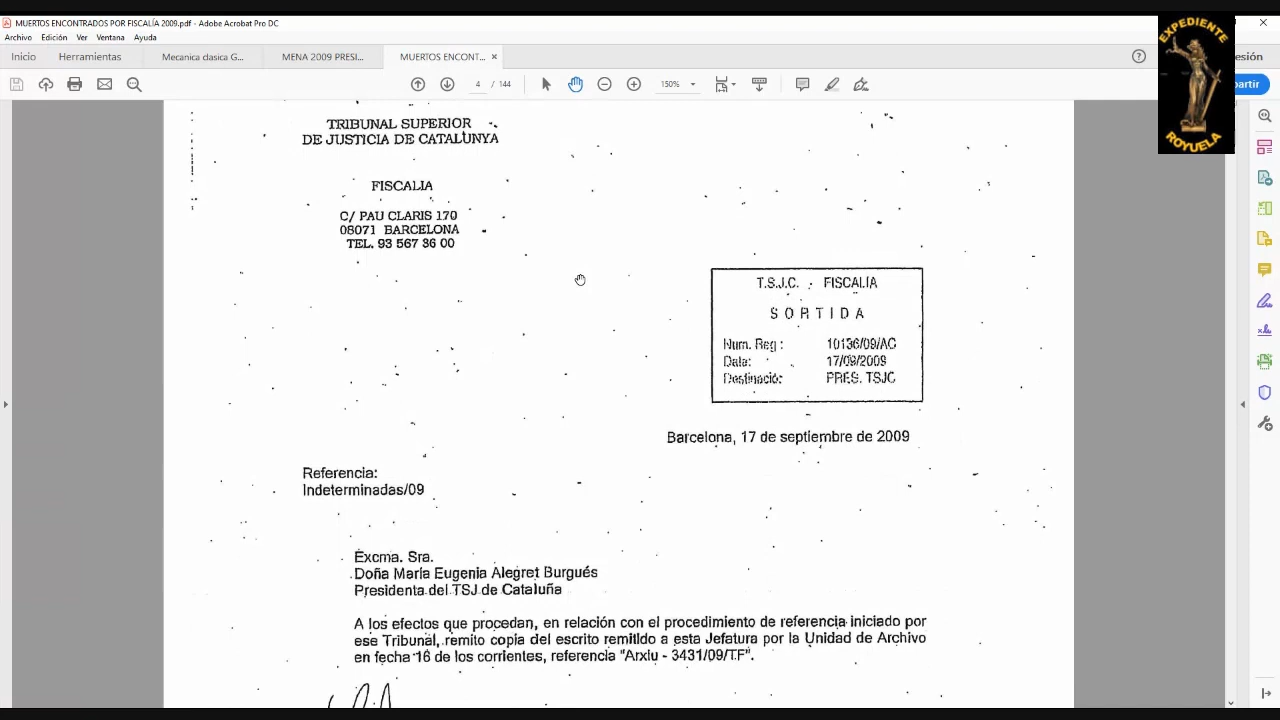 MUERTOS ENCONTRADOS POR FISCALÍA 2009.pdf - Adobe Acrobat Pro DC
Archivo Edición Ver Ventana Ayuda
Inicio Herramientas Mecanica dasica G... MENA 2009 PRESI... MUERTOS ENCONT... ×
esión
4 / 144 150% partir
EXPEDIENTE
ROYUELA
TRIBUNAL SUPERIOR
DE JUSTICIA DE CATALUNYA
FISCALIA
C/ PAU CLARIS 170
08071 BARCELONA
TEL. 93 567 36 00
T.S.J.C. - FISCALÍA
SORTIDA
Num. Reg : 10136/09/AC
Data: 17/09/2009
Destinació: PRES. TSJC
Barcelona, 17 de septiembre de 2009
Referencia:
Indeterminadas/09
Excma. Sra.
Doña María Eugenia Alegret Burgués
Presidenta del TSJ de Cataluña
A los efectos que procedan, en relación con el procedimiento de referencia iniciado por
ese Tribunal, remito copia del escrito remitido a esta Jefatura por la Unidad de Archivo
en fecha 16 de los corrientes, referencia "Arxiu - 3431/09/TF".